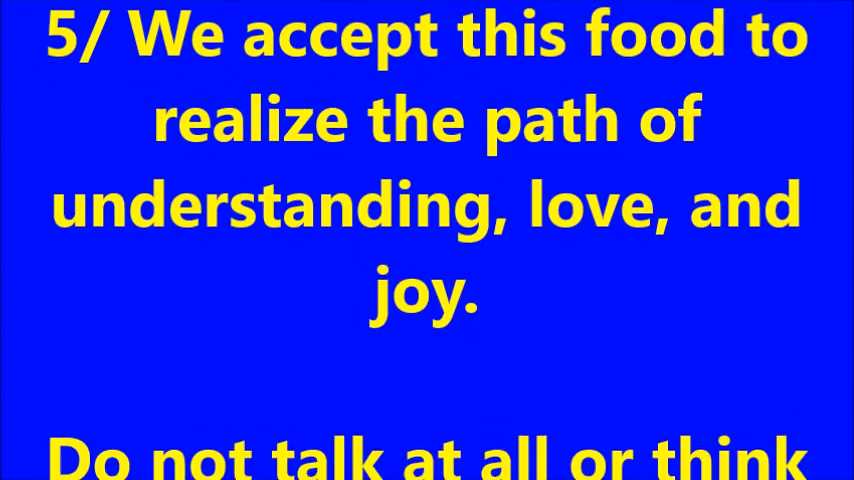 5/ We accept this food to
realize the path of
understanding, love, and
joy.
Do not talk at all or think